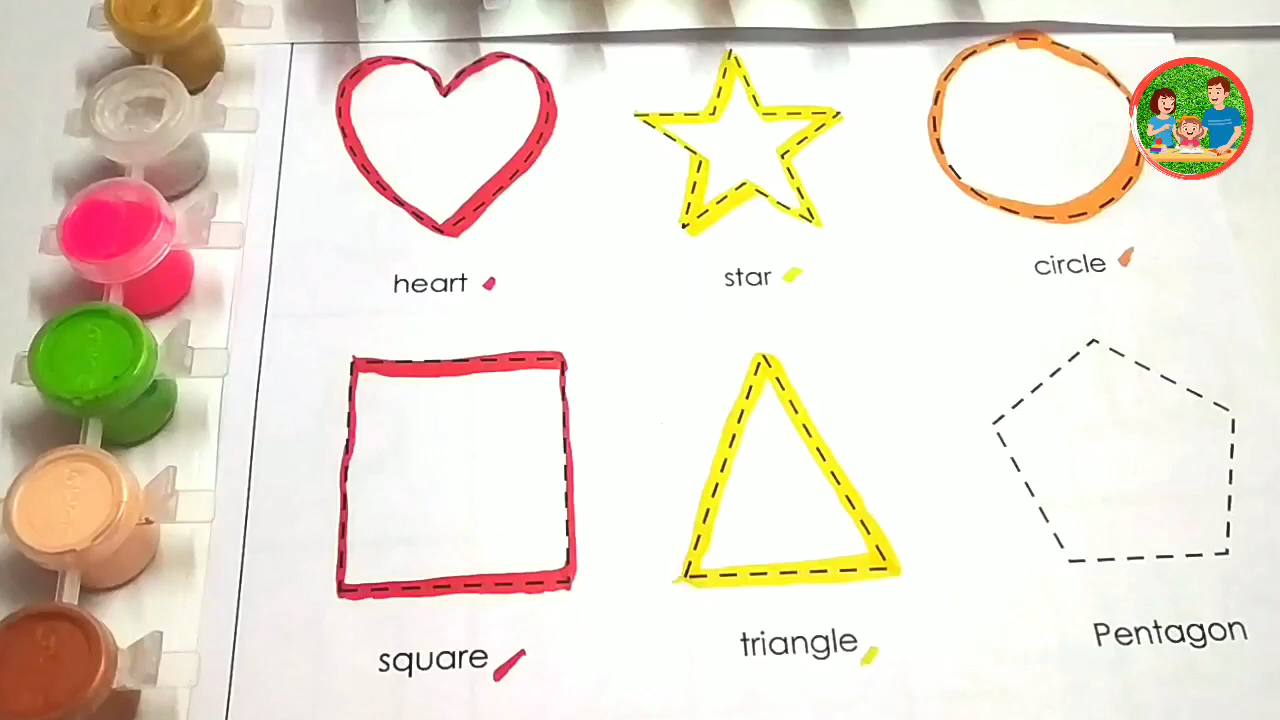 heart
star
circle
square
triangle
Pentagon